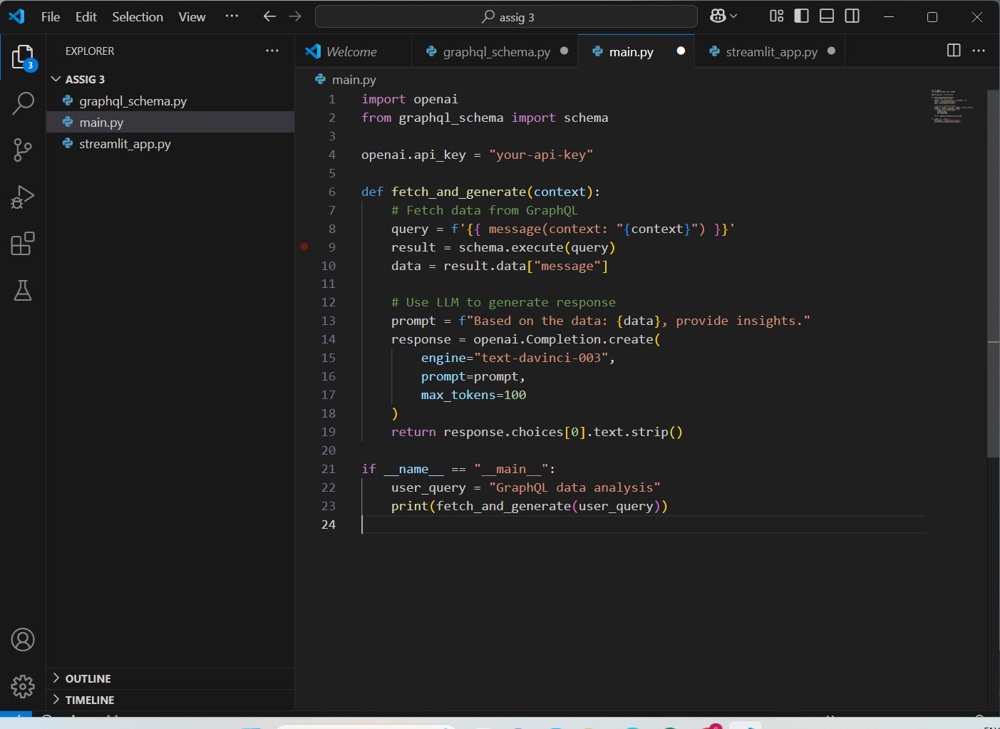 File Edit Selection View ··· assig 3
EXPLORER ···
3
ASSIG 3
graphql_schema.py
main.py
streamlit_app.py
OUTLINE
TIMELINE
Welcome graphql_schema.py main.py streamlit_app.py ···
main.py
1 import openai
2 from graphql_schema import schema
3
4 openai.api_key = "your-api-key"
5
6 def fetch_and_generate(context):
7     # Fetch data from GraphQL
8     query = f'{{ message(context: "{context}") }}'
9     result = schema.execute(query)
10     data = result.data["message"]
11
12     # Use LLM to generate response
13     prompt = f"Based on the data: {data}, provide insights."
14     response = openai.Completion.create(
15         engine="text-davinci-003",
16         prompt=prompt,
17         max_tokens=100
18     )
19     return response.choices[0].text.strip()
20
21 if __name__ == "__main__":
22     user_query = "GraphQL data analysis"
23     print(fetch_and_generate(user_query))
24